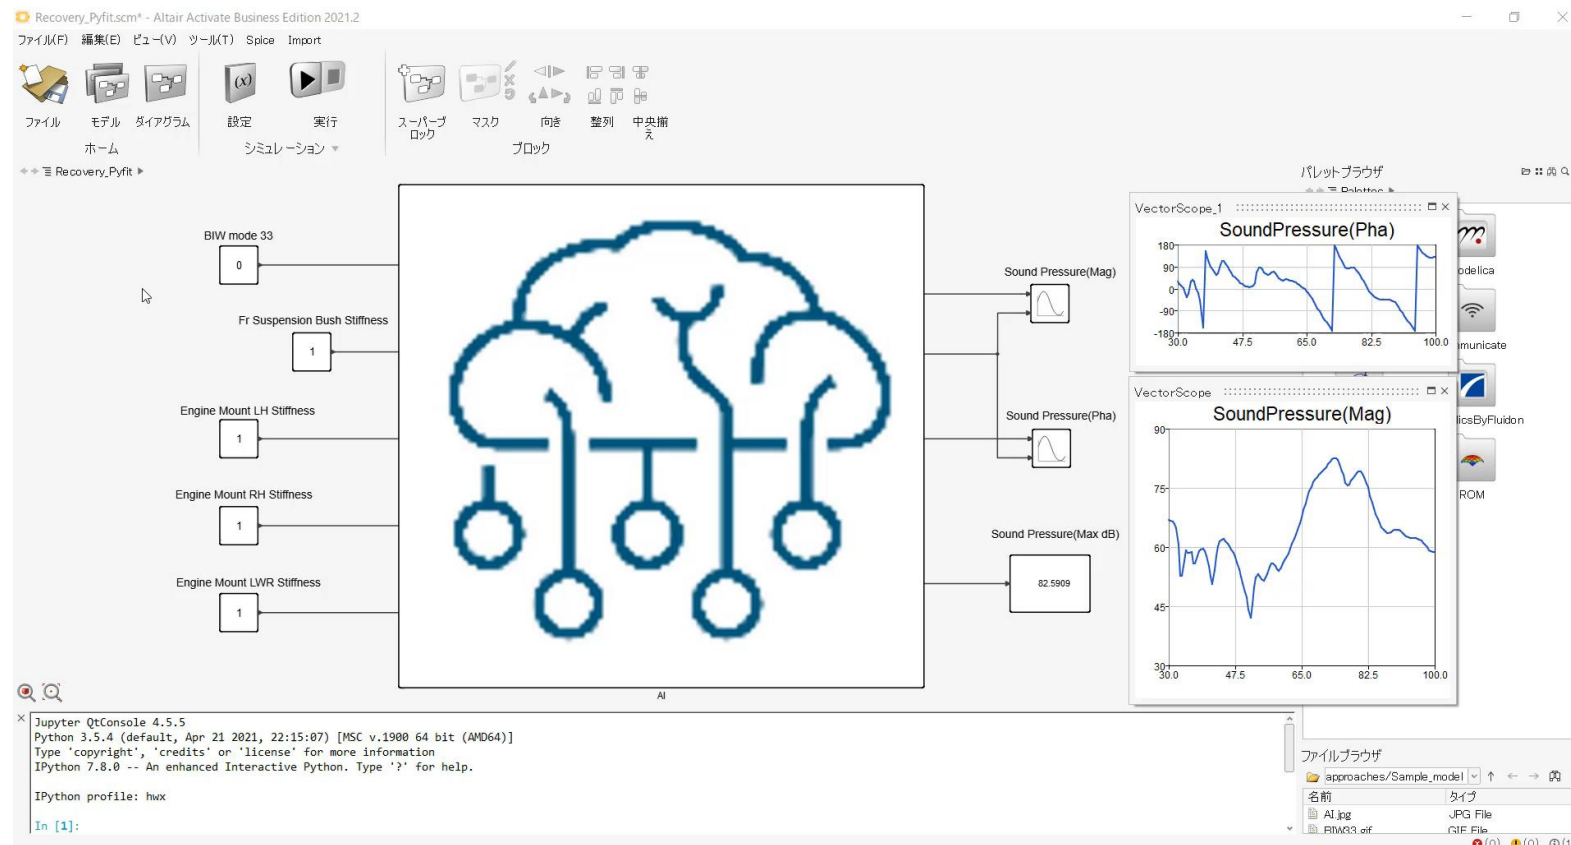 Recovery_Pyfit.scm* - Altair Activate Business Edition 2021.2
ファイル(F) 編集(E) ビュー(V) ツール(T) Spice Import
ファイル モデル ダイアグラム 設定 実行 スーパーブロック マスク 向き 整列 中央揃え
ホーム シミュレーション ブロック
Recovery_Pyfit
パレットブラウザ
Palettes
BIW mode 33
0
Fr Suspension Bush Stiffness
1
Engine Mount LH Stiffness
1
Engine Mount RH Stiffness
1
Engine Mount LWR Stiffness
1
AI
Sound Pressure(Mag)
Sound Pressure(Pha)
Sound Pressure(Max dB)
82.5909
VectorScope_1
SoundPressure(Pha)
180
90
0
-90
-180
30.0 47.5 65.0 82.5 100.0
VectorScope
SoundPressure(Mag)
90
75
60
45
30
30.0 47.5 65.0 82.5 100.0
odelica
municate
licsByFluidon
ROM
Jupyter QtConsole 4.5.5
Python 3.5.4 (default, Apr 21 2021, 22:15:07) [MSC v.1900 64 bit (AMD64)]
Type 'copyright', 'credits' or 'license' for more information
IPython 7.8.0 -- An enhanced Interactive Python. Type '?' for help.
IPython profile: hwx
In [1]:
ファイルブラウザ
approaches/Sample_model
名前 タイプ
AI.jpg JPG File
BIW33.gif GIF File
(0) (0)